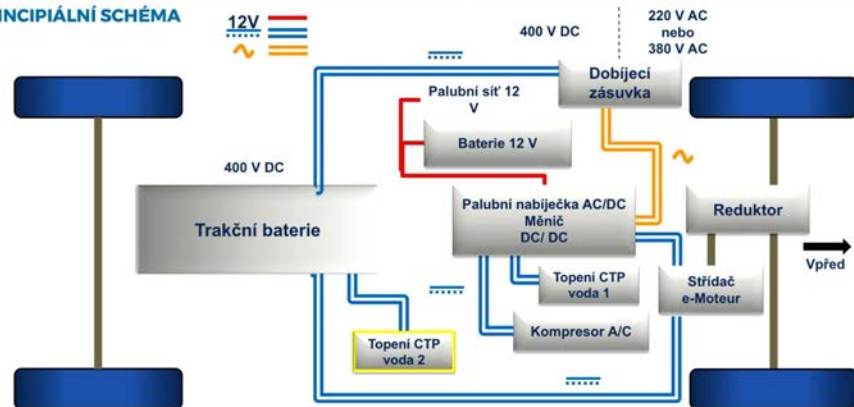 INCIPIÁLNÍ SCHÉMA
12V
400 V DC
220 V AC
nebo
380 V AC
Dobíjecí
zásuvka
Palubní síť 12
V
Baterie 12 V
400 V DC
Trakční baterie
Palubní nabíječka AC/DC
Měnič
DC/ DC
Reduktor
Vpřed
Topení CTP
voda 1
Střídač
e-Moteur
Kompresor A/C
Topení CTP
voda 2